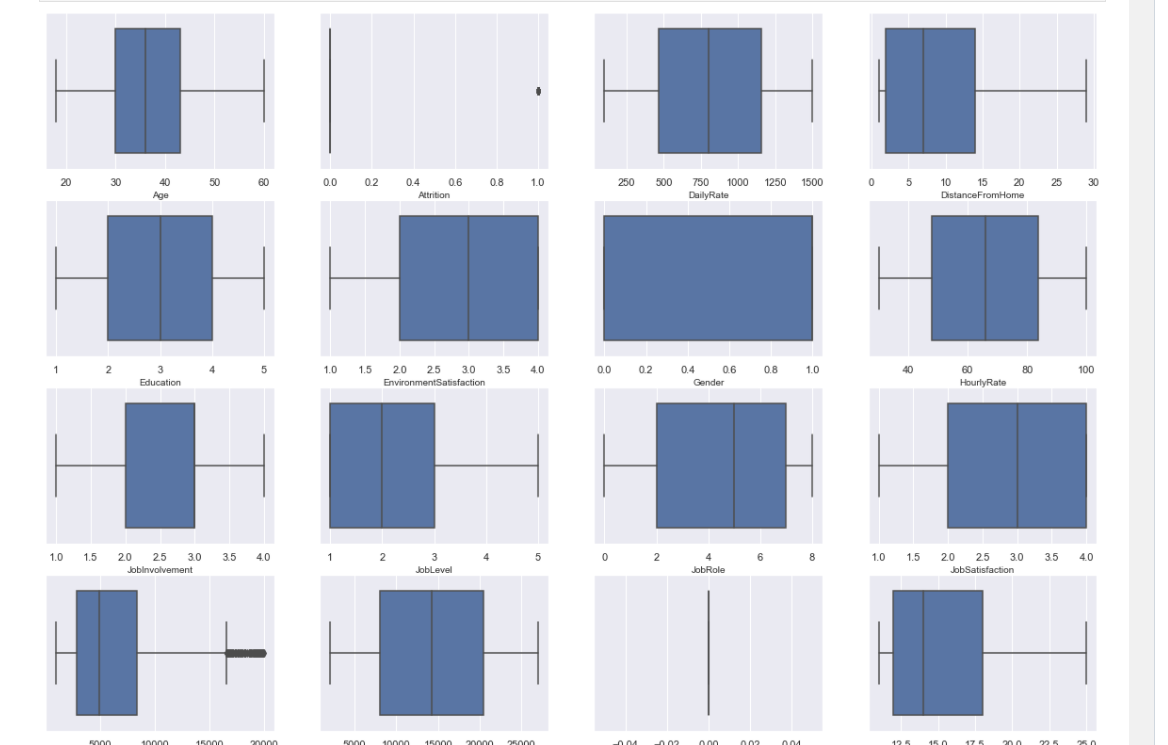 20 30 40 50 60 0.0 0.2 0.4 0.6 0.8 1.0 250 500 750 1000 1250 1500 0 5 10 15 20 25 30
Age Attrition DailyRate DistanceFromHome
1 2 3 4 5 1.0 1.5 2.0 2.5 3.0 3.5 4.0 0.0 0.2 0.4 0.6 0.8 1.0 40 60 80 100
Education EnvironmentSatisfaction Gender HourlyRate
1.0 1.5 2.0 2.5 3.0 3.5 4.0 1 2 3 4 5 0 2 4 6 8 1.0 1.5 2.0 2.5 3.0 3.5 4.0
JobInvolvement JobLevel JobRole JobSatisfaction
5000 10000 15000 20000 5000 10000 15000 20000 25000 −0.04 −0.02 0.00 0.02 0.04 12.5 15.0 17.5 20.0 22.5 25.0